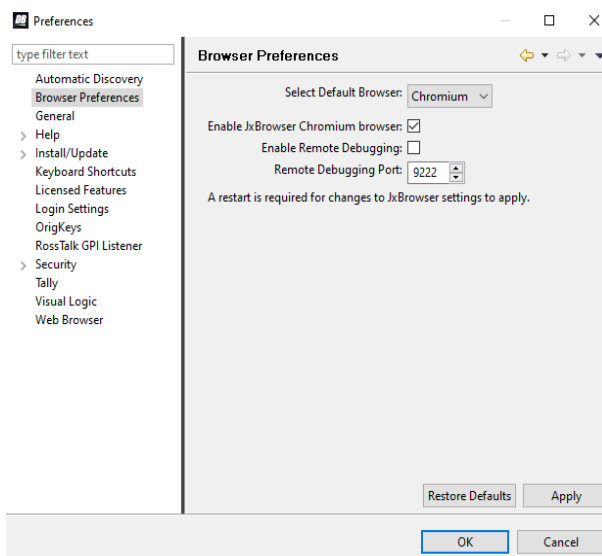 DB Preferences
type filter text
Automatic Discovery
Browser Preferences
General
Help
Install/Update
Keyboard Shortcuts
Licensed Features
Login Settings
OrigKeys
RossTalk GPI Listener
Security
Tally
Visual Logic
Web Browser
Browser Preferences
Select Default Browser: Chromium
Enable JxBrowser Chromium browser:
Enable Remote Debugging:
Remote Debugging Port: 9222
A restart is required for changes to JxBrowser settings to apply.
Restore Defaults Apply
OK Cancel